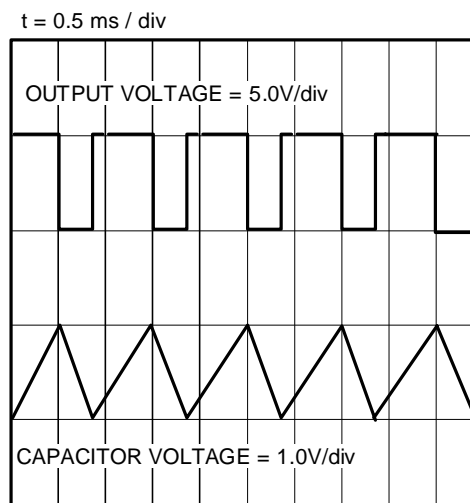 t = 0.5 ms / div
OUTPUT VOLTAGE = 5.0V/div
CAPACITOR VOLTAGE = 1.0V/div